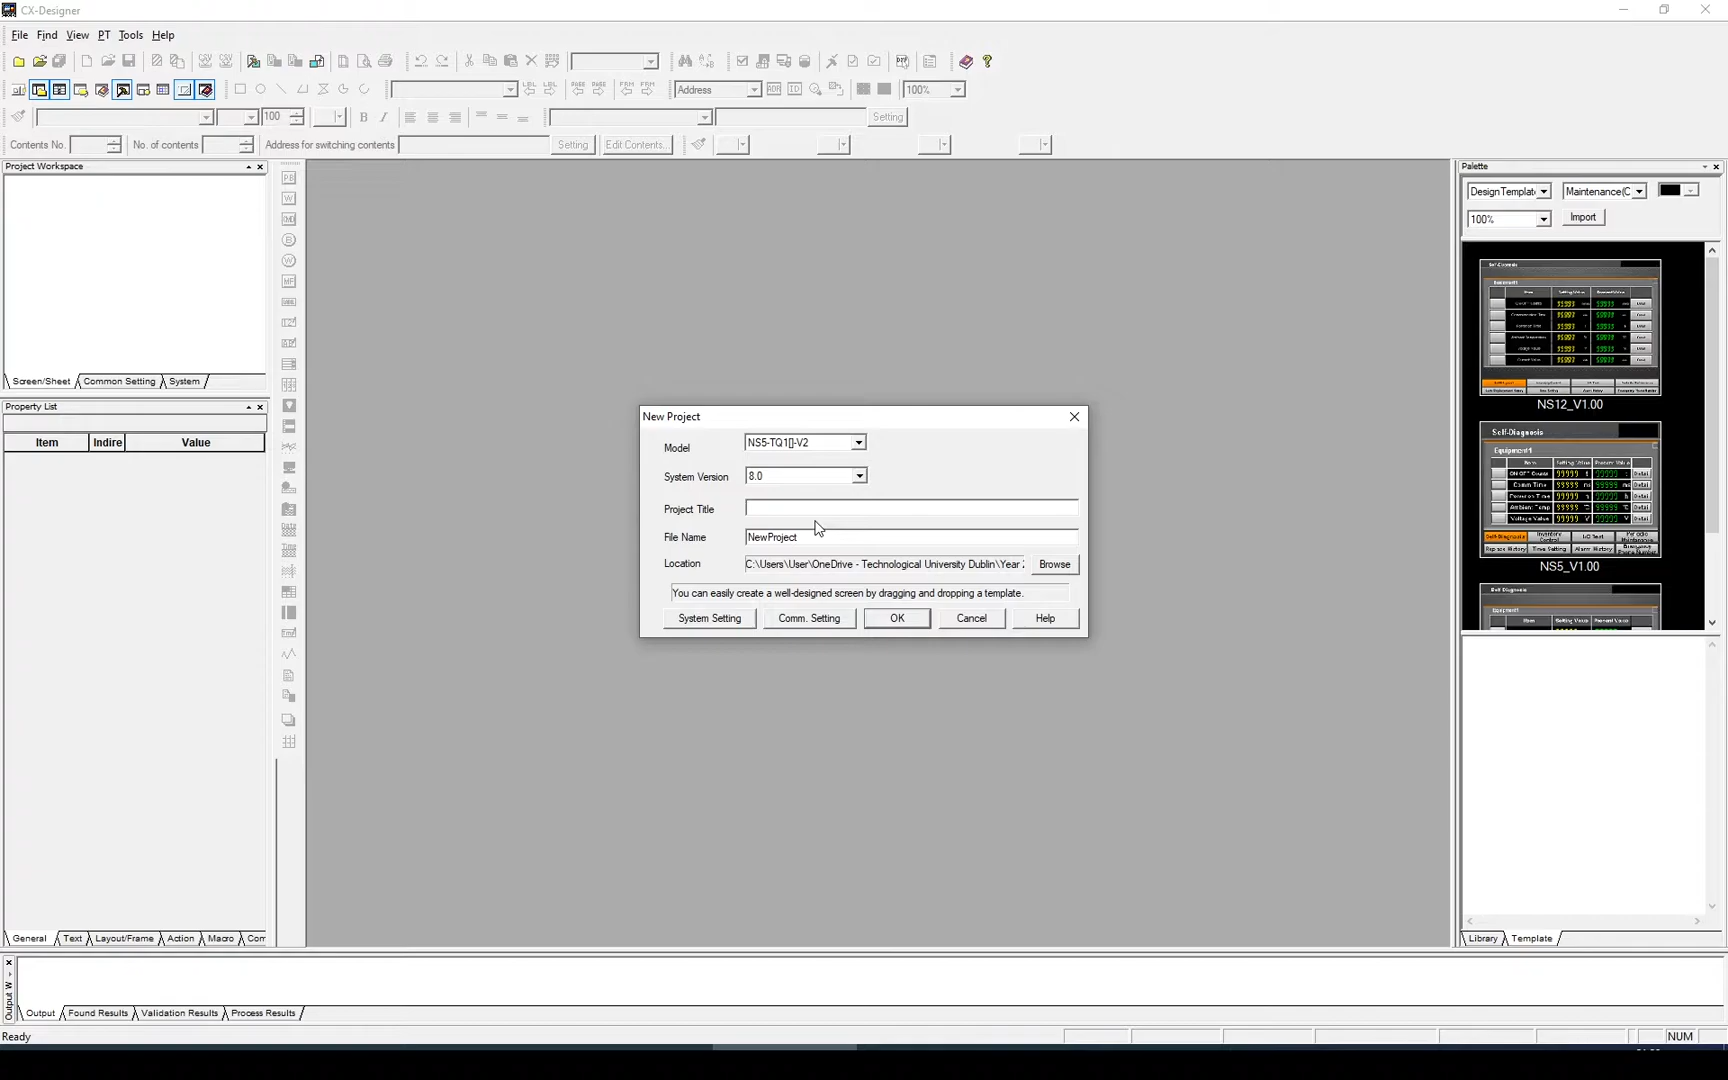 CX-Designer
File Find View PT Tools Help
Address 100%
100 Setting
Contents No. No. of contents Address for switching contents Setting Edit Contents...
Project Workspace
Screen/Sheet Common Setting System
Property List
Item Indire Value
General Text Layout/Frame Action Macro Com
New Project
Model NS5-TQ1[]-V2
System Version 8.0
Project Title
File Name NewProject
Location C:\Users\User\OneDrive - Technological University Dublin\Year Browse
You can easily create a well-designed screen by dragging and dropping a template.
System Setting Comm. Setting OK Cancel Help
Palette
Design Templat Maintenance(C
100% Import
NS12_V1.00
Self-Diagnosis
Equipment1
NS5_V1.00
Library Template
Output W
Output Found Results Validation Results Process Results
Ready NUM